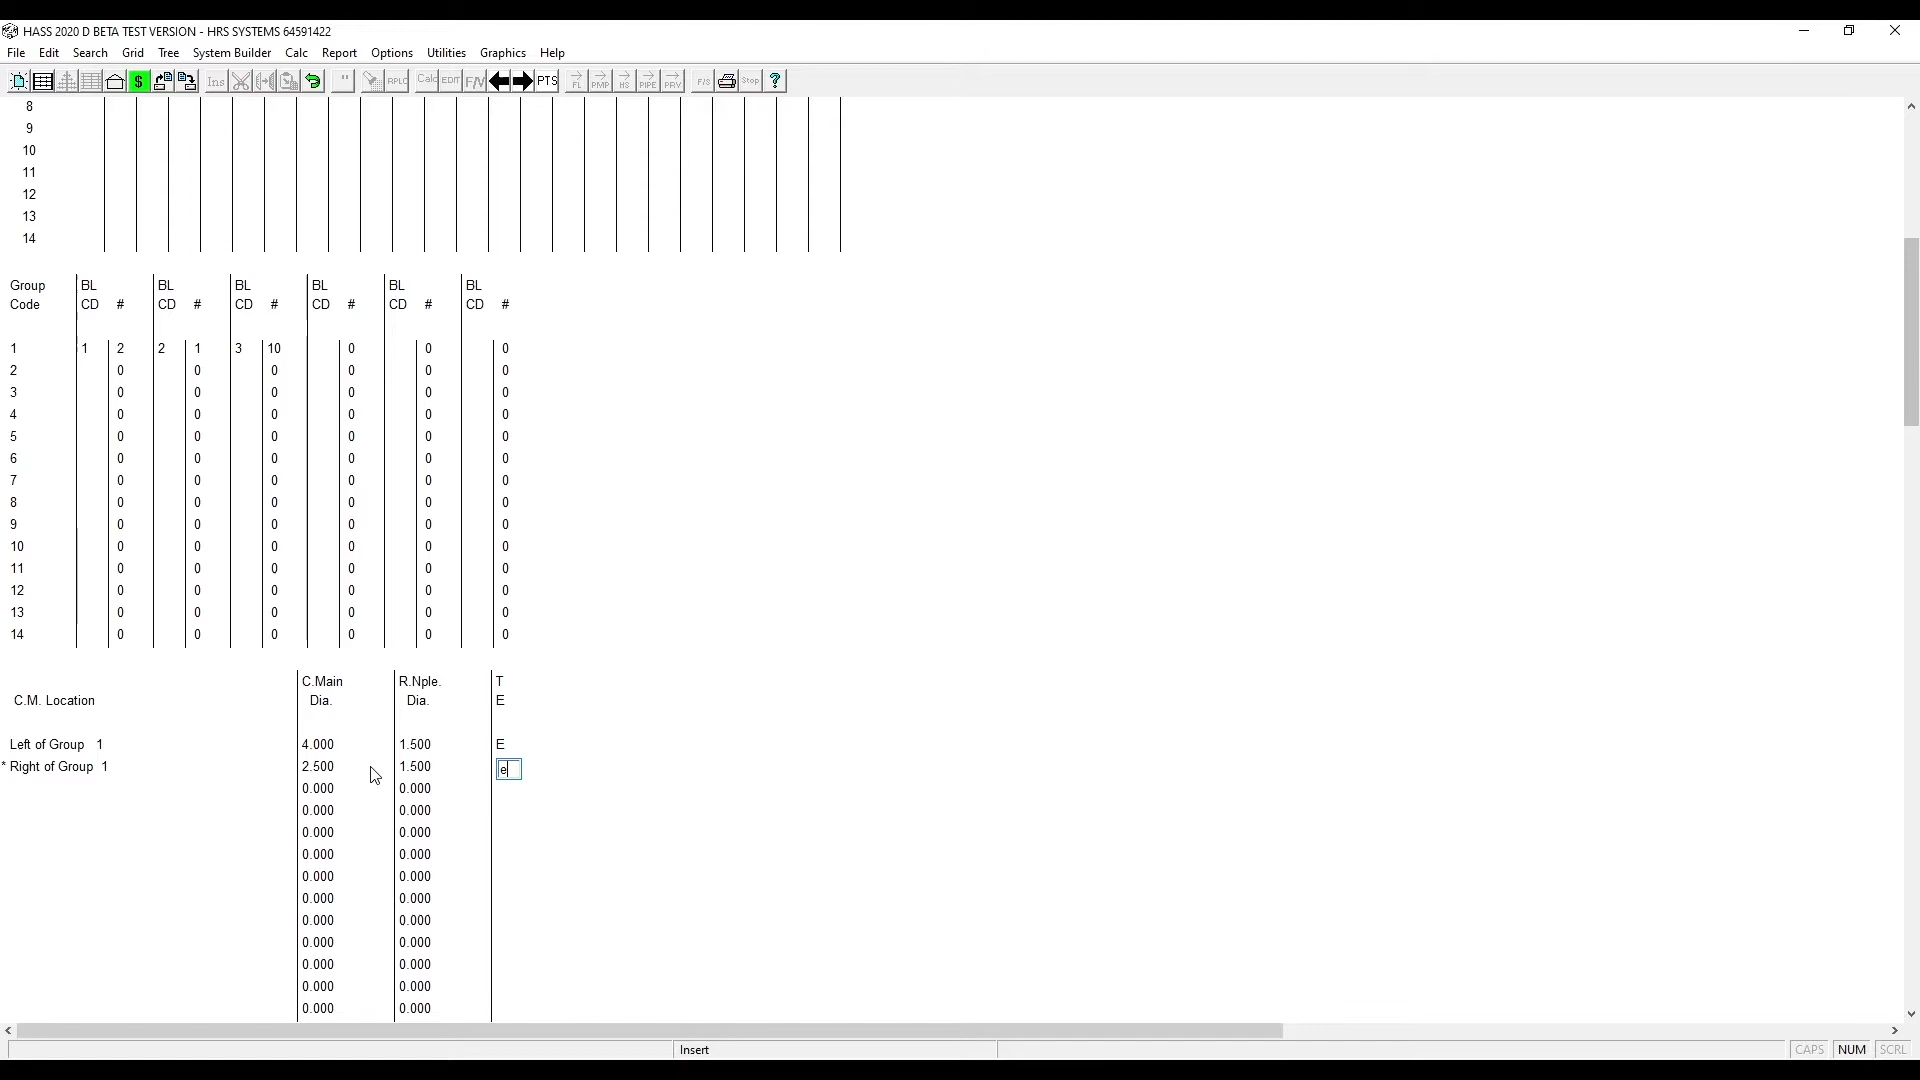 HASS 2020 D BETA TEST VERSION - HRS SYSTEMS 64591422
File Edit Search Grid Tree System Builder Calc Report Options Utilities Graphics Help
$ Ins " RPLC Calc EDIT F/V PTS FL PMP HS PIPE PRV F/S Stop ?
8
9
10
11
12
13
14
Group BL BL BL BL BL BL
Code CD # CD # CD # CD # CD # CD #
1 1 2 2 1 3 10 0 0 0
2 0 0 0 0 0 0
3 0 0 0 0 0 0
4 0 0 0 0 0 0
5 0 0 0 0 0 0
6 0 0 0 0 0 0
7 0 0 0 0 0 0
8 0 0 0 0 0 0
9 0 0 0 0 0 0
10 0 0 0 0 0 0
11 0 0 0 0 0 0
12 0 0 0 0 0 0
13 0 0 0 0 0 0
14 0 0 0 0 0 0
C.Main R.Nple. T
C.M. Location Dia. Dia. E
Left of Group 1 4.000 1.500 E
* Right of Group 1 2.500 1.500 e
0.000 0.000
0.000 0.000
0.000 0.000
0.000 0.000
0.000 0.000
0.000 0.000
0.000 0.000
0.000 0.000
0.000 0.000
0.000 0.000
0.000 0.000
Insert CAPS NUM SCRL